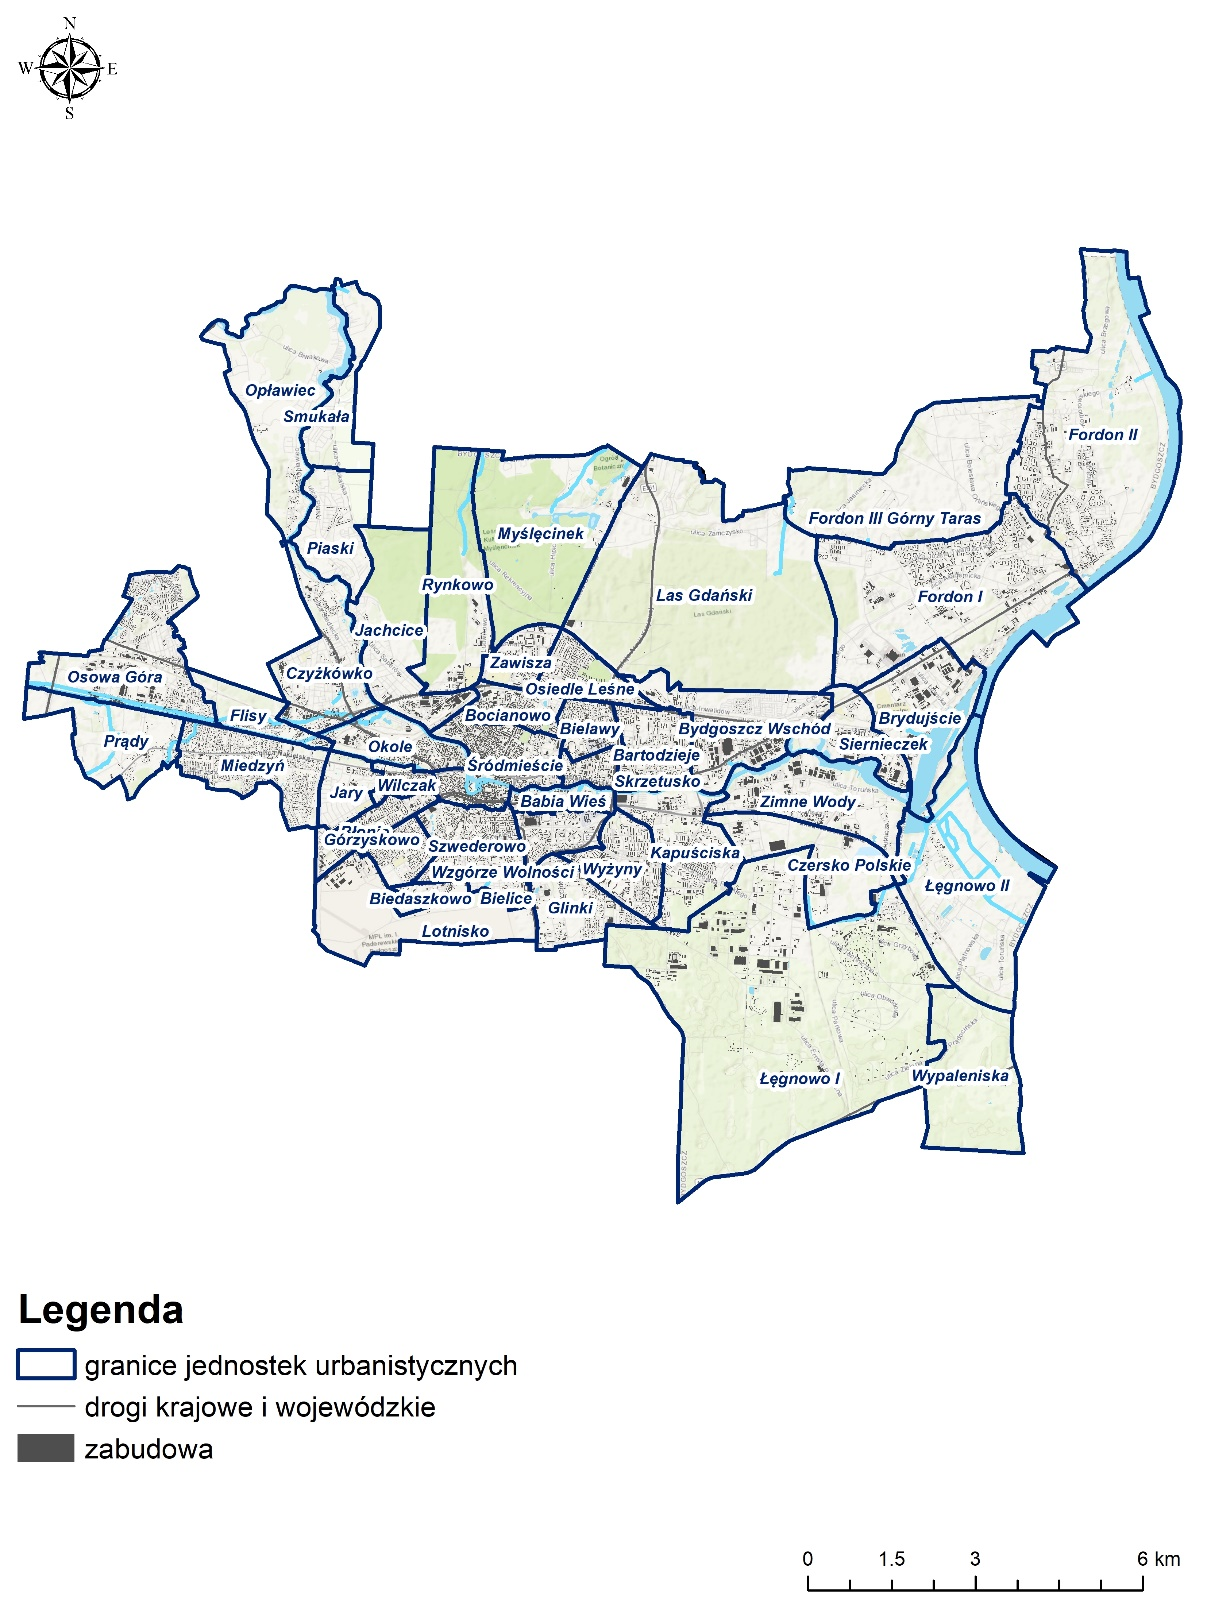 N
W
E
S
Opławiec
Smukała
Fordon II
Fordon III Górny Taras
Myślęcinek
Piaski
Rynkowo
Las Gdański
Fordon I
Jachcice
Zawisza
Czyżkówko
Osowa Góra
Osiedle Leśne
Flisy
Bocianowo
Bielawy
Bydgoszcz Wschód
Brydujście
Siernieczek
Prądy
Okole
Bartodzieje
Miedzyń
Śródmieście
Skrzetusko
Wilczak
Jary
Babia Wieś
Zimne Wody
Górzyskowo
Szwederowo
Kapuściska
Czersko Polskie
Wzgórze Wolności
Wyżyny
Łęgnowo II
Biedaszkowo
Bielice
Glinki
Lotnisko
Łęgnowo I
Wypaleniska
Legenda
granice jednostek urbanistycznych
drogi krajowe i wojewódzkie
zabudowa
0 1.5 3 6 km